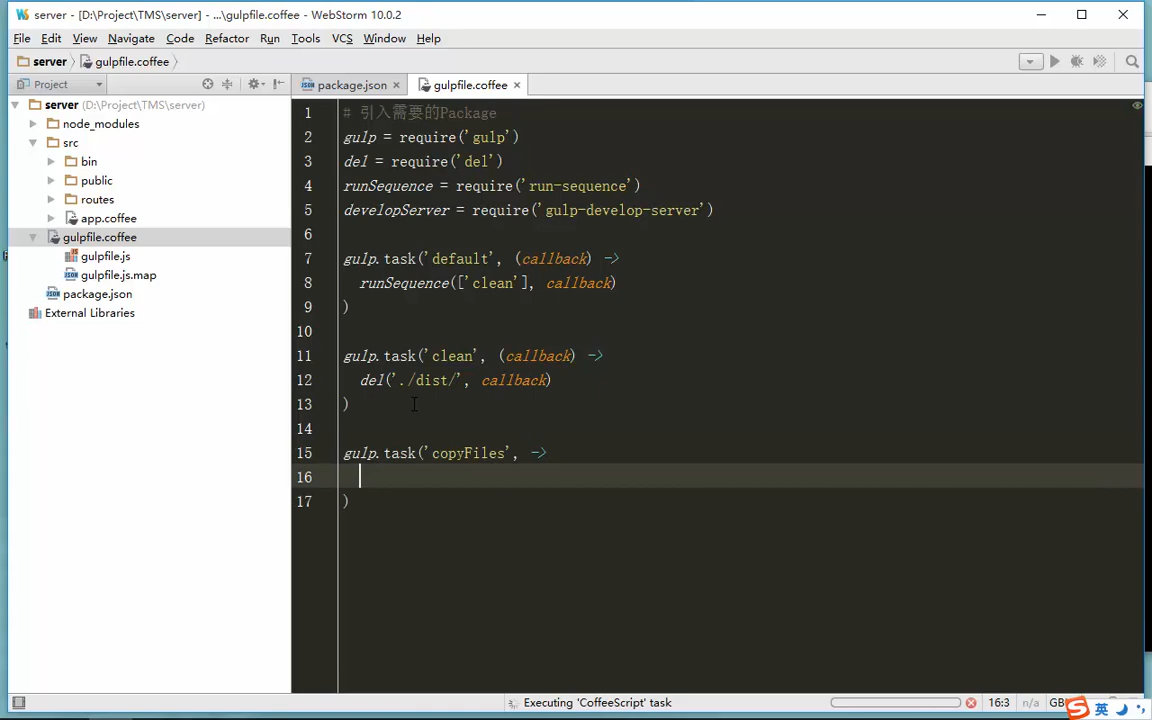 server - [D:\Project\TMS\server] - ...\gulpfile.coffee - WebStorm 10.0.2
File Edit View Navigate Code Refactor Run Tools VCS Window Help
server gulpfile.coffee
Project
package.json gulpfile.coffee
server (D:\Project\TMS\server)
node_modules
src
bin
public
routes
app.coffee
gulpfile.coffee
gulpfile.js
gulpfile.js.map
package.json
External Libraries
1 # 引入需要的Package
2 gulp = require('gulp')
3 del = require('del')
4 runSequence = require('run-sequence')
5 developServer = require('gulp-develop-server')
6
7 gulp.task('default', (callback) ->
8 runSequence(['clean'], callback)
9 )
10
11 gulp.task('clean', (callback) ->
12 del('./dist/', callback)
13 )
14
15 gulp.task('copyFiles', ->
16
17 )
Executing 'CoffeeScript' task 16:3 n/a 英